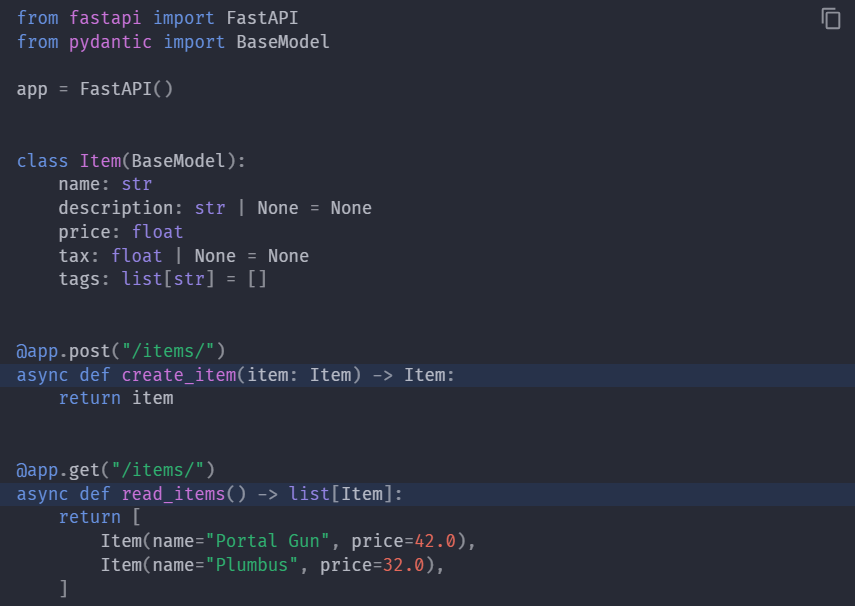 from fastapi import FastAPI
from pydantic import BaseModel

app = FastAPI()


class Item(BaseModel):
    name: str
    description: str | None = None
    price: float
    tax: float | None = None
    tags: list[str] = []


@app.post("/items/")
async def create_item(item: Item) -> Item:
    return item


@app.get("/items/")
async def read_items() -> list[Item]:
    return [
        Item(name="Portal Gun", price=42.0),
        Item(name="Plumbus", price=32.0),
    ]